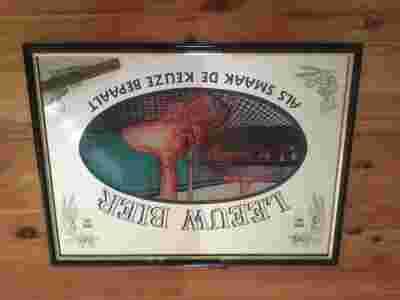 LEEUW BIER
ALS SMAAK DE KEUZE BEPAALT